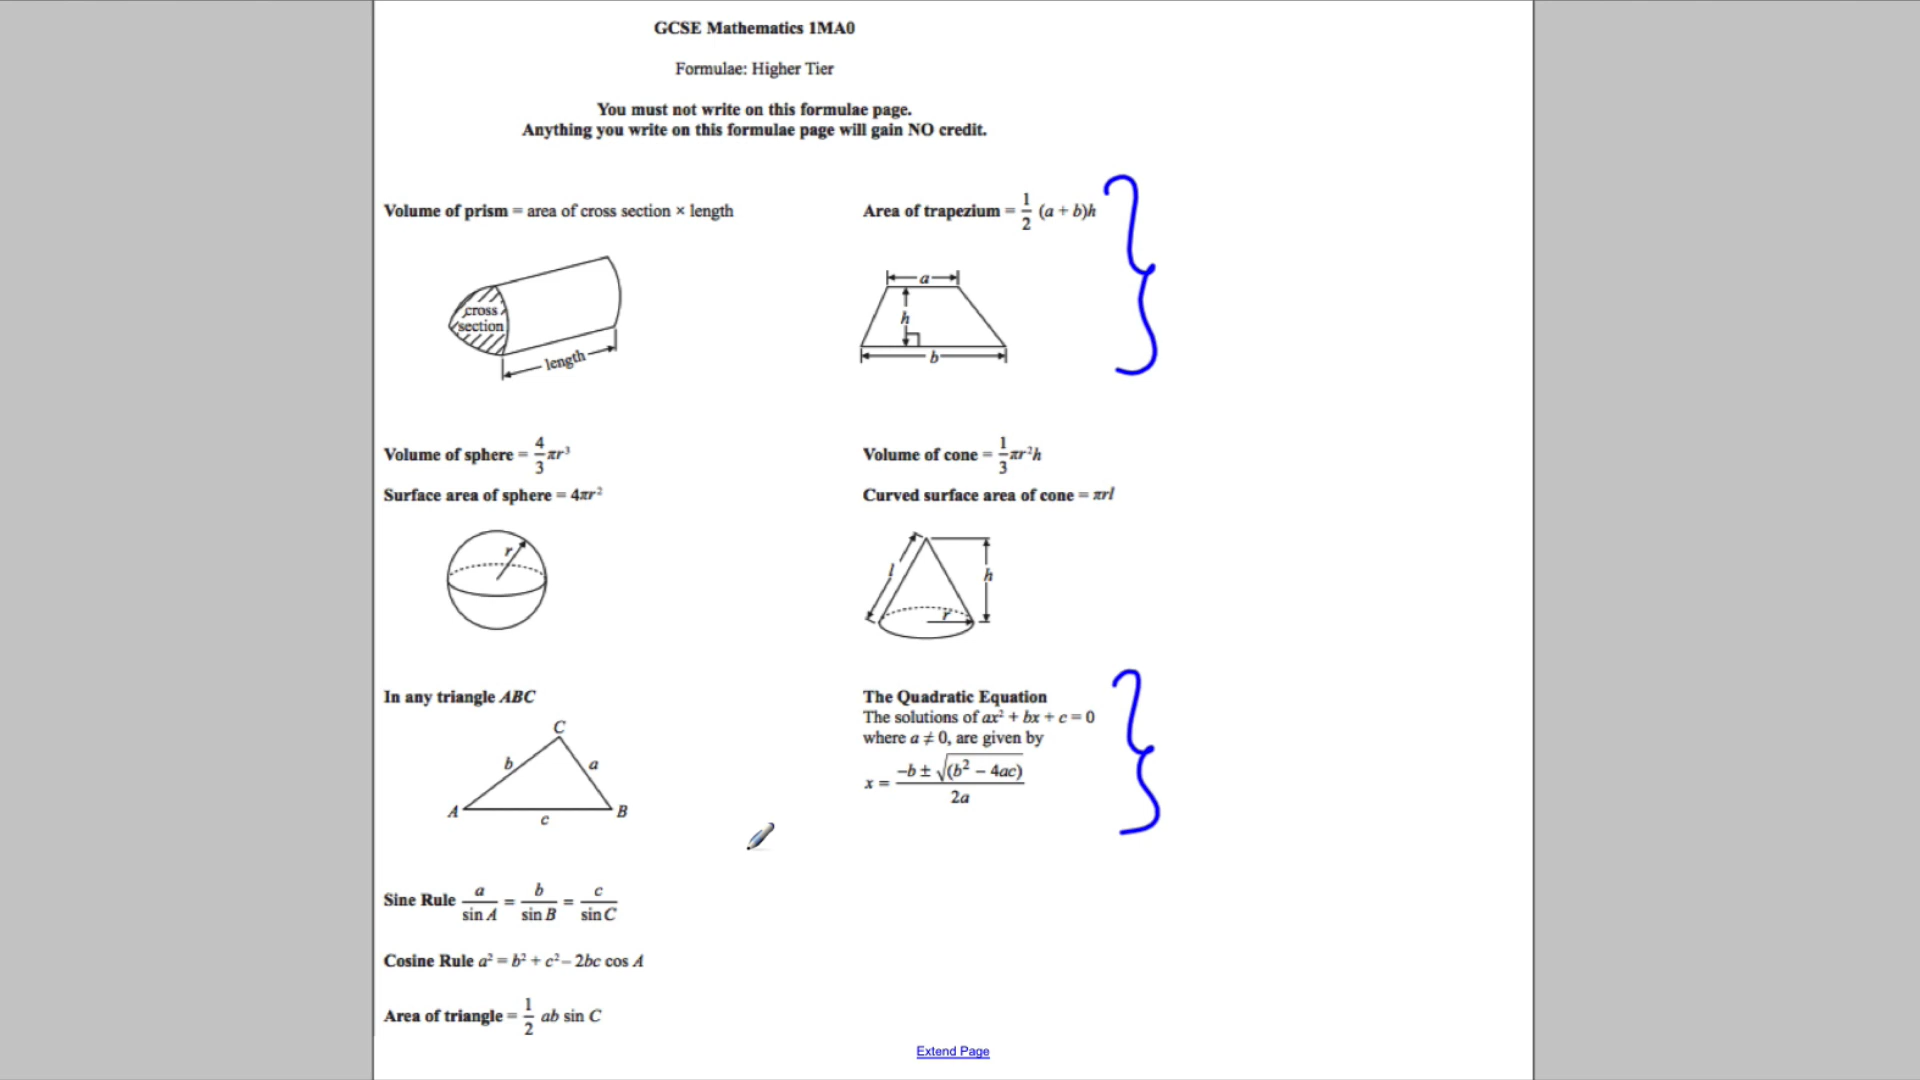 GCSE Mathematics 1MA0
Formulae: Higher Tier
You must not write on this formulae page.
Anything you write on this formulae page will gain NO credit.
Volume of prism = area of cross section × length
cross
section
length
Area of trapezium = 1/2 (a + b)h
a
h
b
Volume of sphere = 4/3 πr³
Surface area of sphere = 4πr²
r
Volume of cone = 1/3 πr²h
Curved surface area of cone = πrl
l
h
r
In any triangle ABC
C
b
a
A
B
c
The Quadratic Equation
The solutions of ax² + bx + c = 0
where a ≠ 0, are given by
x = −b ± √(b² − 4ac) / 2a
Sine Rule a/sin A = b/sin B = c/sin C
Cosine Rule a² = b² + c² − 2bc cos A
Area of triangle = 1/2 ab sin C
Extend Page